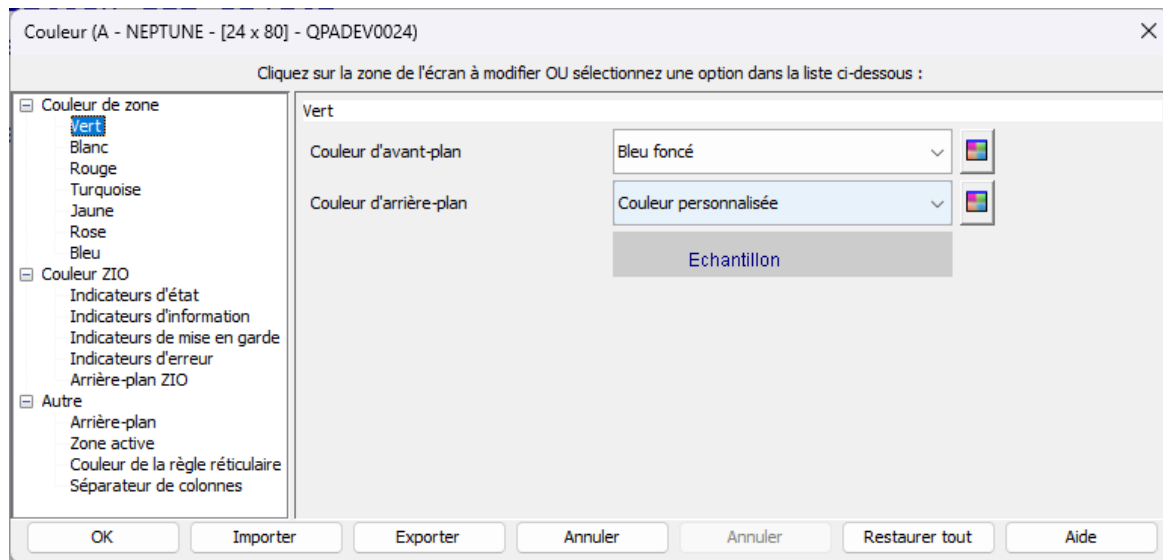 Couleur (A - NEPTUNE - [24 x 80] - QPADEV0024)
Cliquez sur la zone de l'écran à modifier OU sélectionnez une option dans la liste ci-dessous :
Couleur de zone
Vert
Blanc
Rouge
Turquoise
Jaune
Rose
Bleu
Couleur ZIO
Indicateurs d'état
Indicateurs d'information
Indicateurs de mise en garde
Indicateurs d'erreur
Arrière-plan ZIO
Autre
Arrière-plan
Zone active
Couleur de la règle réticulaire
Séparateur de colonnes
Vert
Couleur d'avant-plan
Bleu foncé
Couleur d'arrière-plan
Couleur personnalisée
Echantillon
OK
Importer
Exporter
Annuler
Annuler
Restaurer tout
Aide